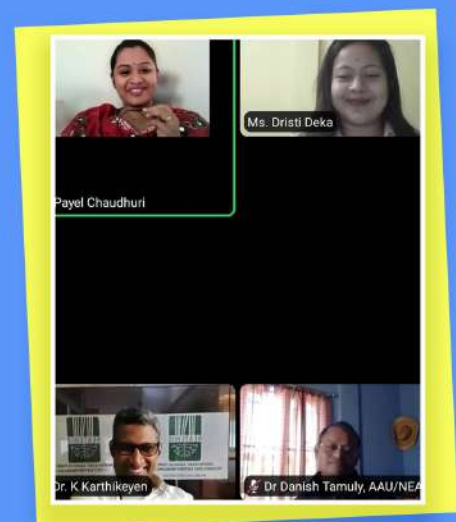 Ms. Dristi Deka
Payel Chaudhuri
Dr. K Karthikeyen
Dr Danish Tamuly, AAU/NEA